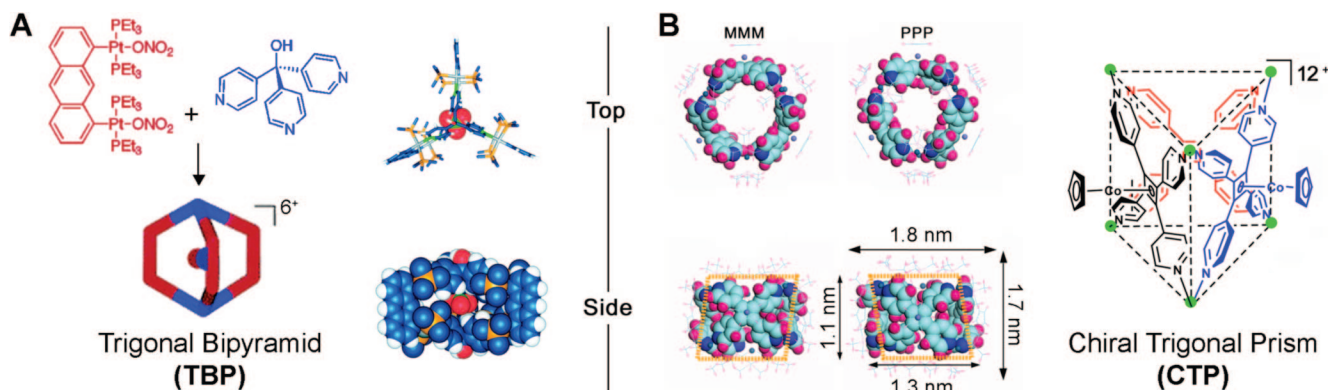 A
PEt3
Pt-ONO2
PEt3
PEt3
Pt-ONO2
PEt3
+
OH
N
N
N
6+
Trigonal Bipyramid
(TBP)
Top
Side
B
MMM
PPP
1.8 nm
1.1 nm
1.7 nm
1.3 nm
12+
N
N
N
N
Co
Co
N
N
N
N
Chiral Trigonal Prism
(CTP)